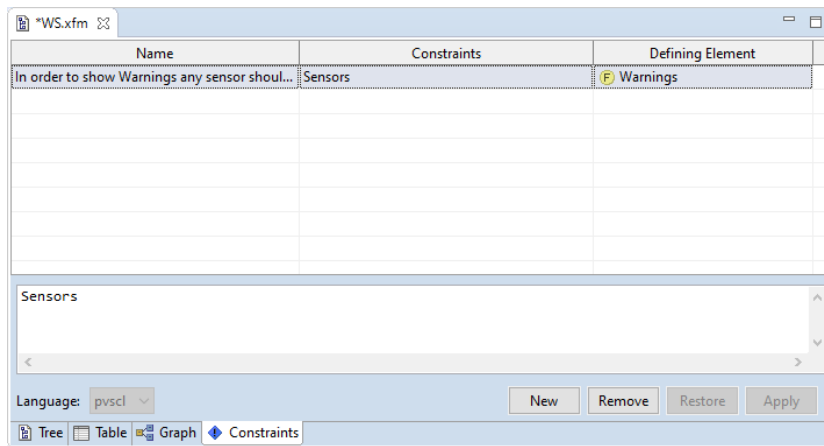 *WS.xfm
Name Constraints Defining Element
In order to show Warnings any sensor shoul... Sensors F Warnings
Sensors
Language: pvscl New Remove Restore Apply
Tree Table Graph Constraints